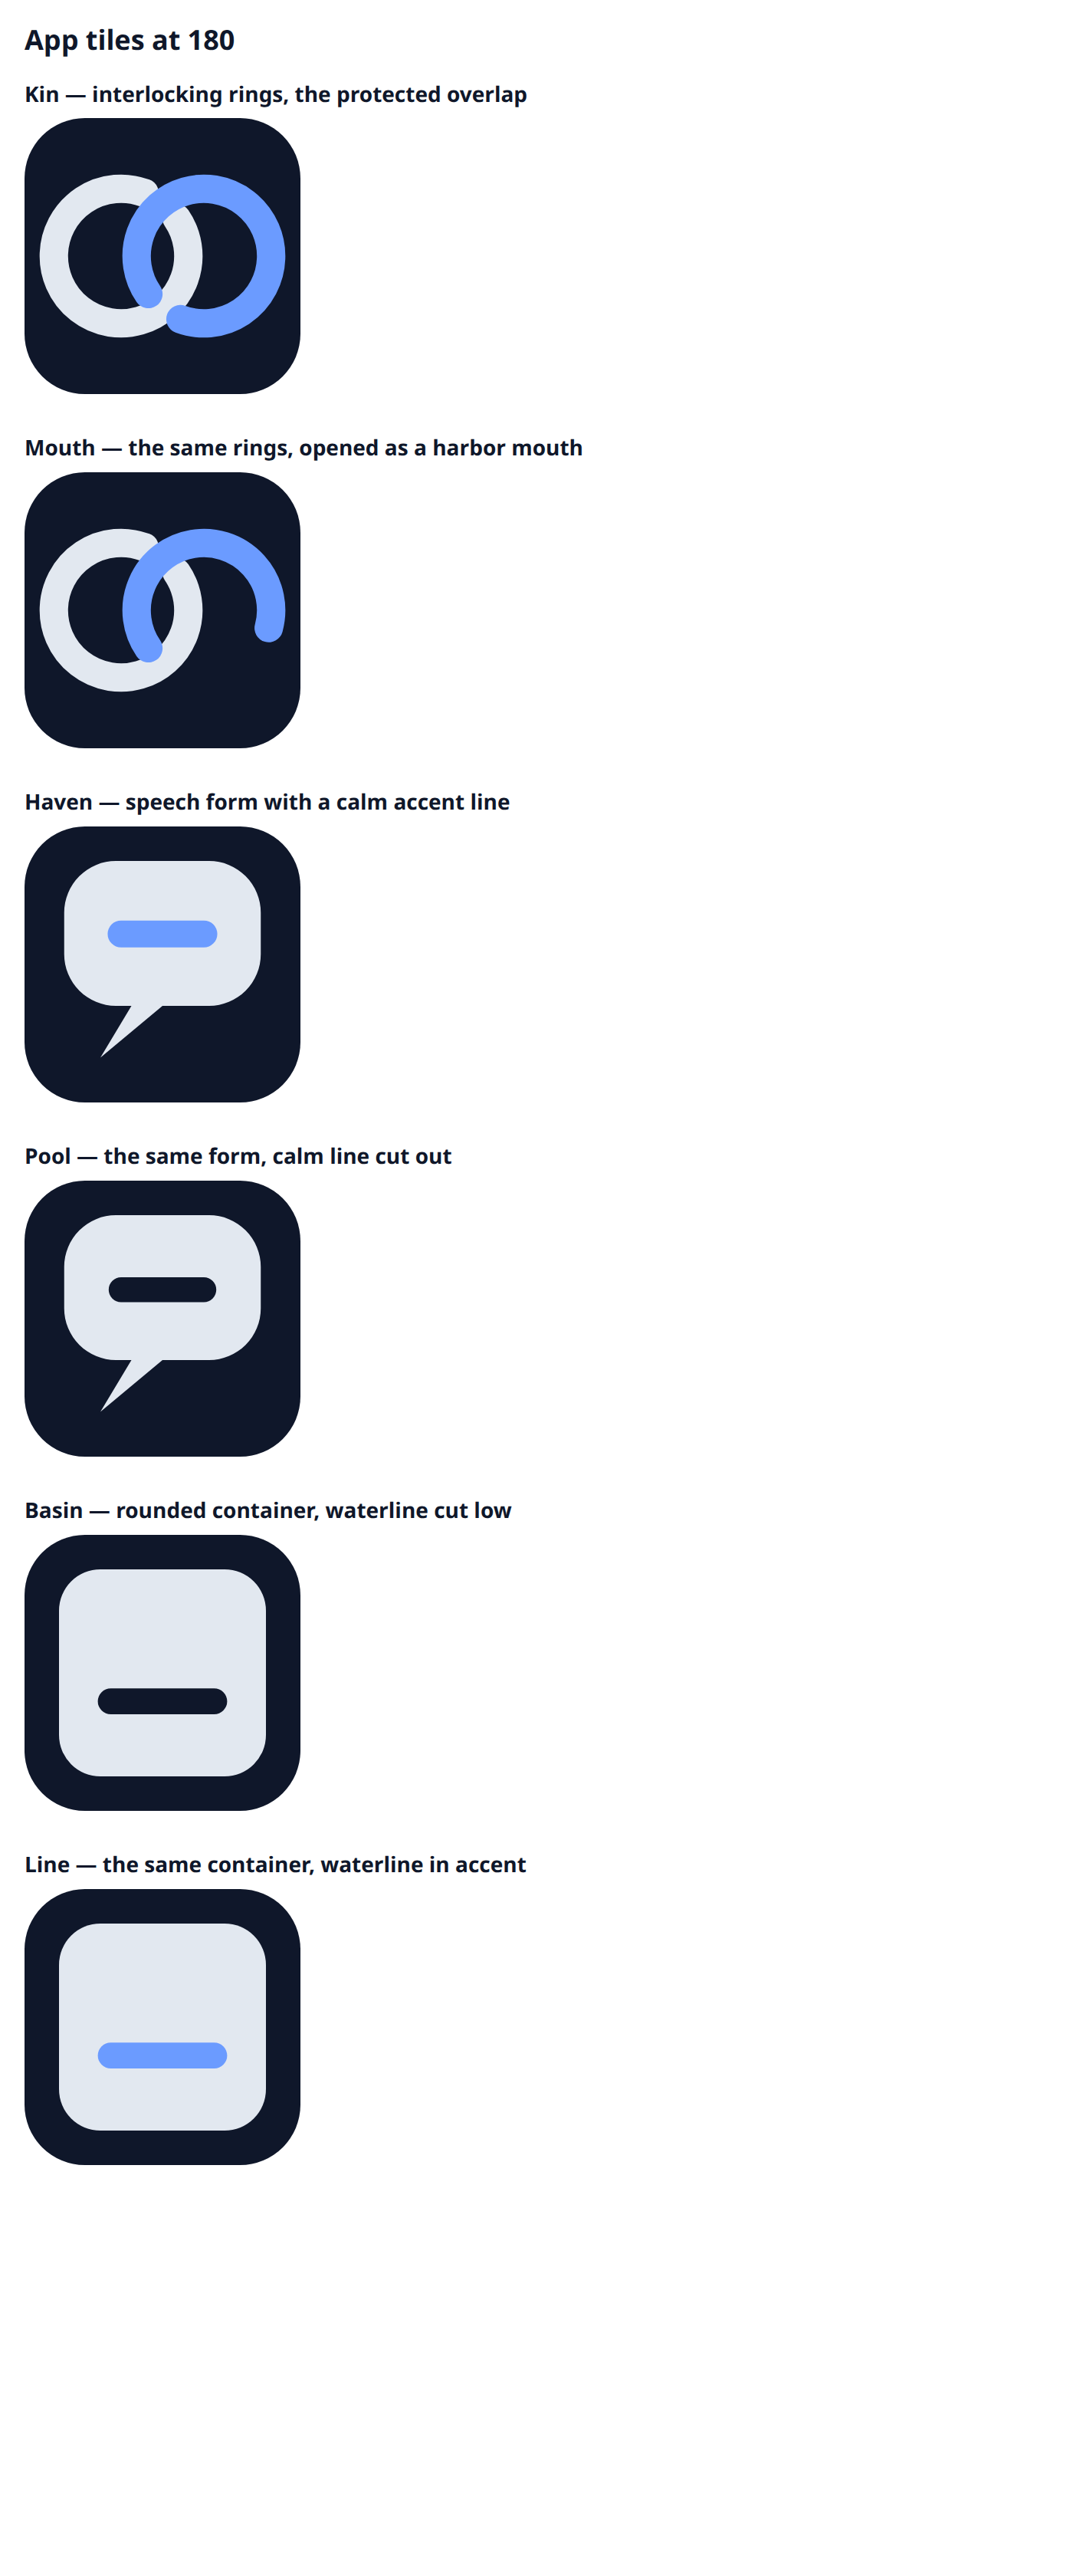 App tiles at 180
Kin — interlocking rings, the protected overlap
Mouth — the same rings, opened as a harbor mouth
Haven — speech form with a calm accent line
Pool — the same form, calm line cut out
Basin — rounded container, waterline cut low
Line — the same container, waterline in accent